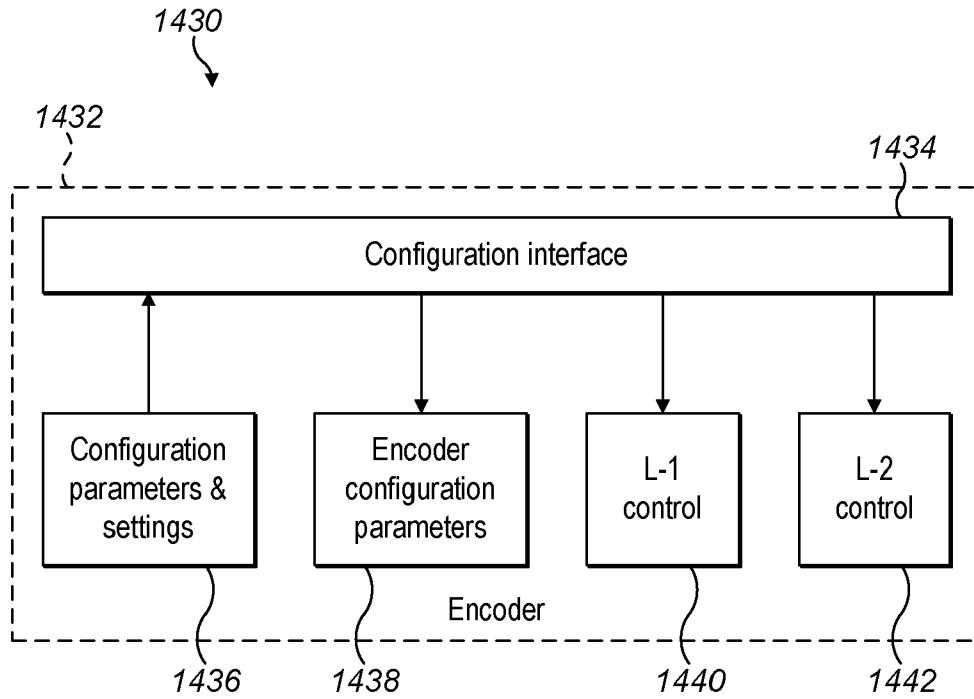 1430
1432
1434
Configuration interface
Configuration
parameters &
settings
Encoder
configuration
parameters
L-1
control
L-2
control
Encoder
1436
1438
1440
1442